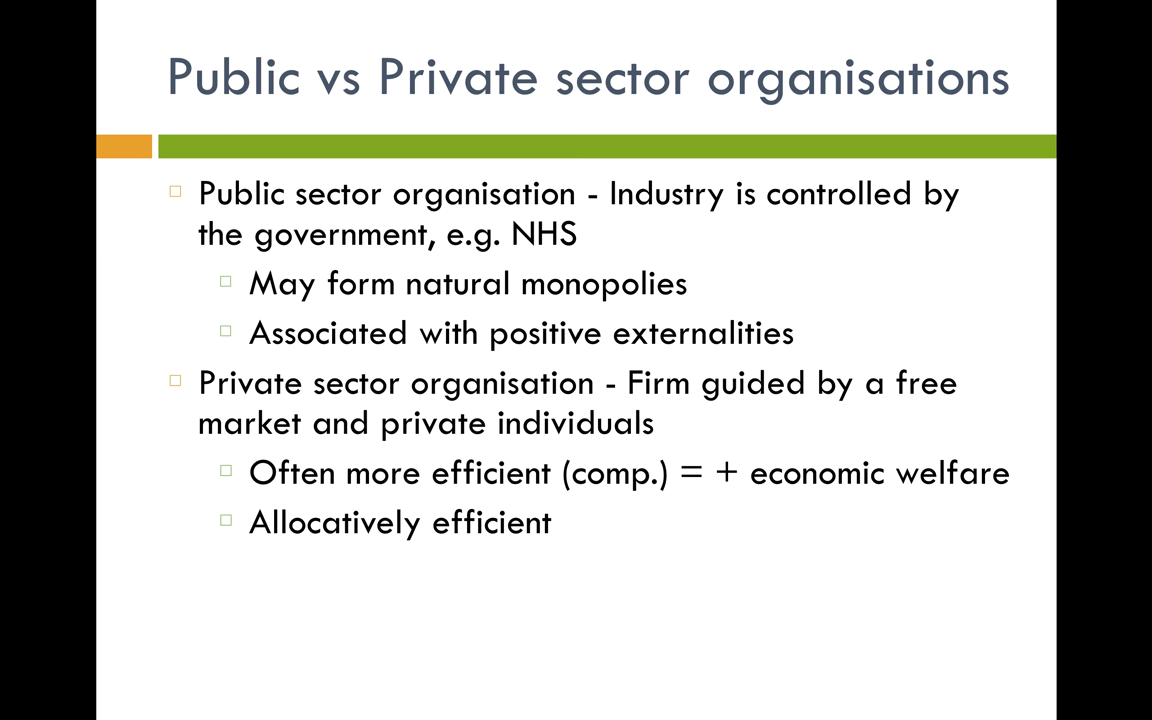 Public vs Private sector organisations
Public sector organisation - Industry is controlled by
the government, e.g. NHS
May form natural monopolies
Associated with positive externalities
Private sector organisation - Firm guided by a free
market and private individuals
Often more efficient (comp.) = + economic welfare
Allocatively efficient